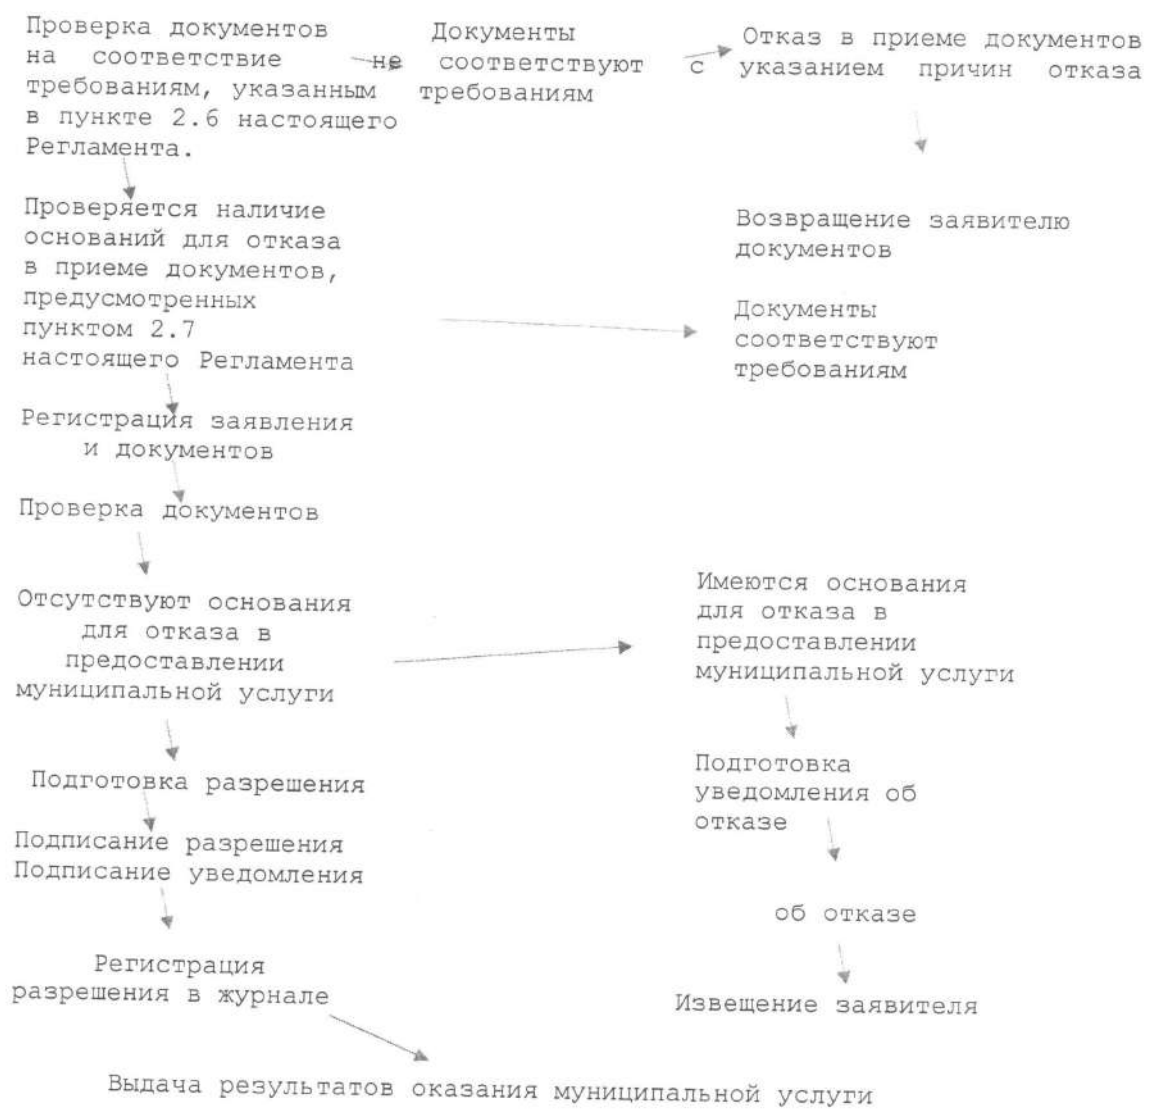 Проверка документов
на соответствие
требованиям, указанным
в пункте 2.6 настоящего
Регламента.
Документы
не соответствуют
требованиям
Отказ в приеме документов
с указанием причин отказа
Проверяется наличие
оснований для отказа
в приеме документов,
предусмотренных
пунктом 2.7
настоящего Регламента
Возвращение заявителю
документов
Документы
соответствуют
требованиям
Регистрация заявления
и документов
Проверка документов
Отсутствуют основания
для отказа в
предоставлении
муниципальной услуги
Имеются основания
для отказа в
предоставлении
муниципальной услуги
Подготовка разрешения
Подготовка
уведомления об
отказе
Подписание разрешения
Подписание уведомления
об отказе
Регистрация
разрешения в журнале
Извещение заявителя
Выдача результатов оказания муниципальной услуги